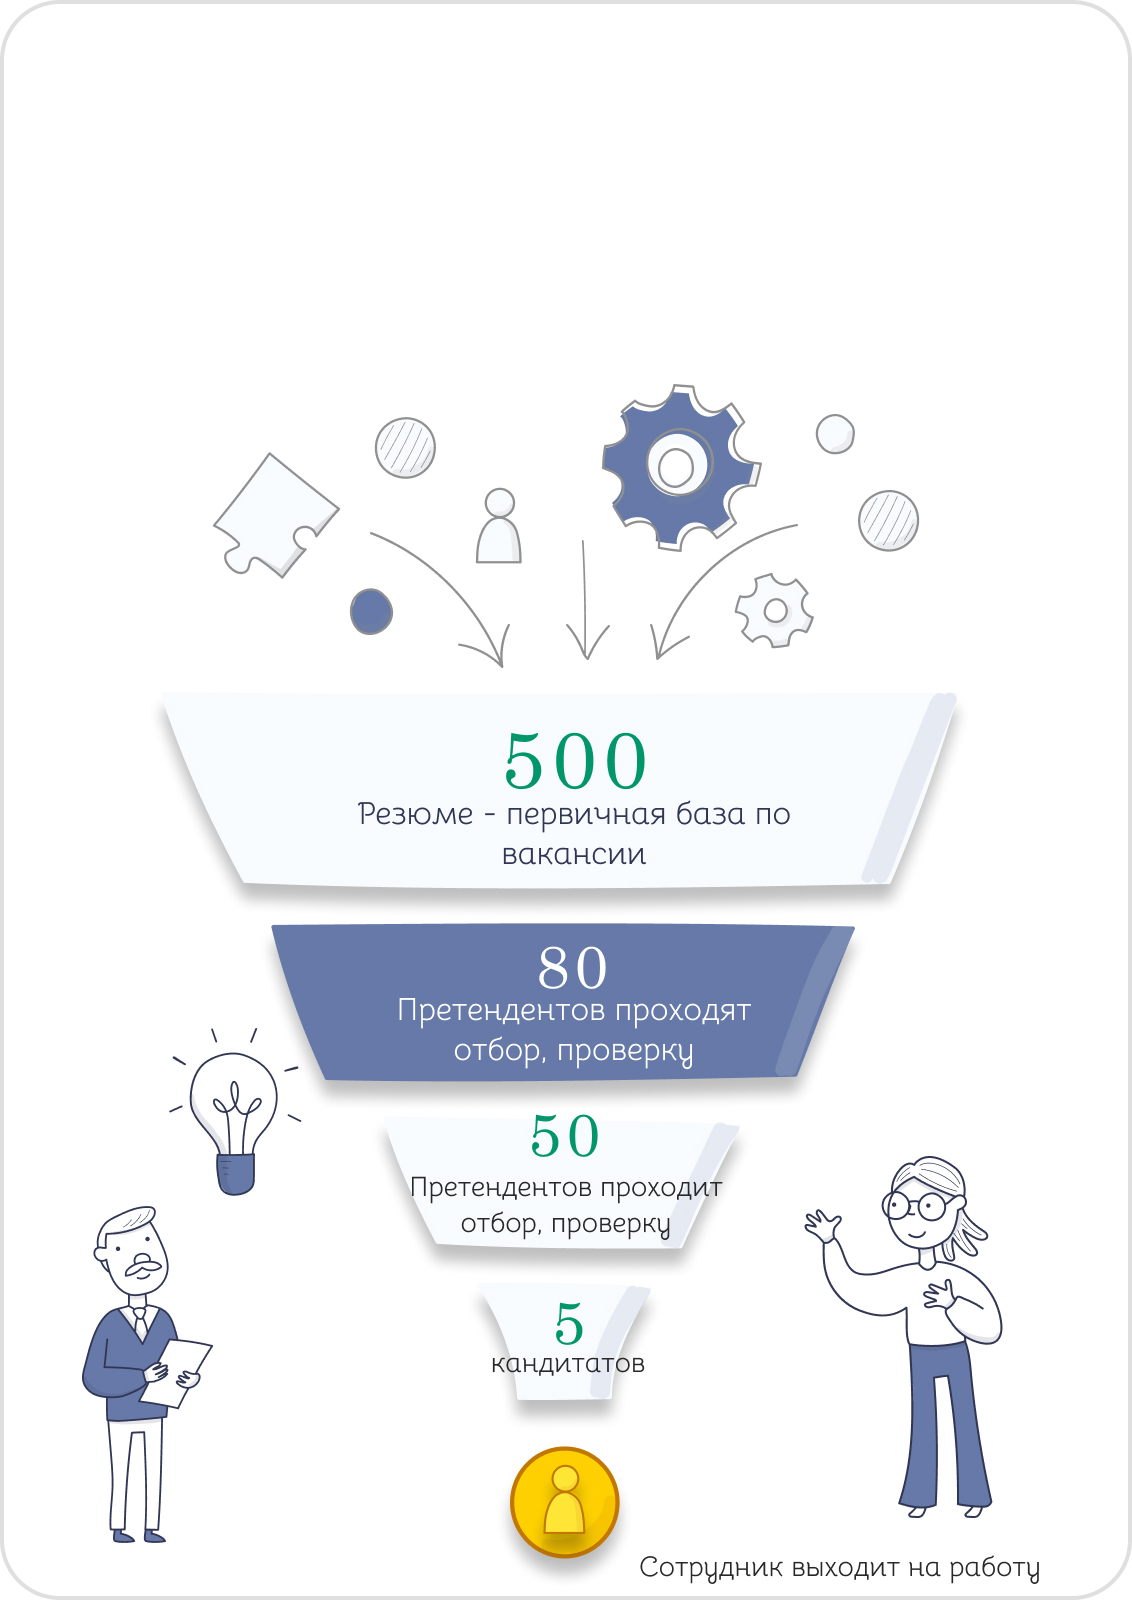 500
Резюме - первичная база по
вакансии
80
Претендентов проходят
отбор, проверку
50
Претендентов проходит
отбор, проверку
5
кандитатов
Сотрудник выходит на работу